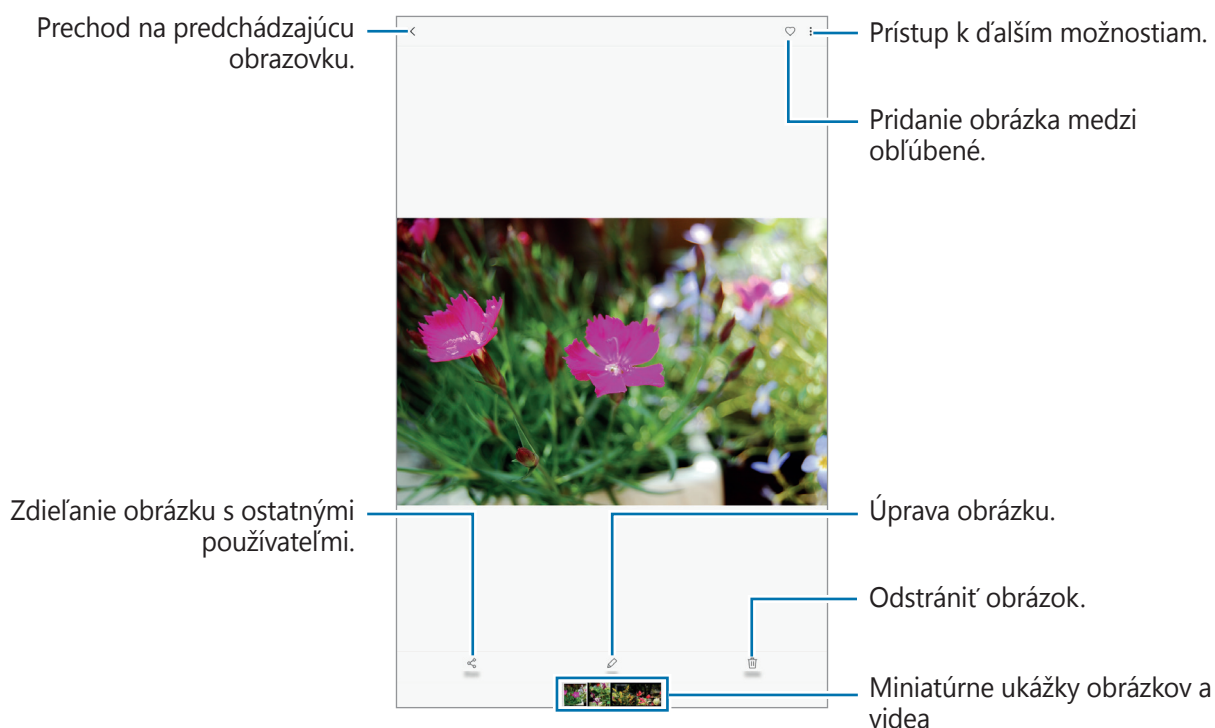 Prechod na predchádzajúcu
obrazovku.
Prístup k ďalším možnostiam.
Pridanie obrázka medzi
obľúbené.
Zdieľanie obrázku s ostatnými
používateľmi.
Úprava obrázku.
Odstrániť obrázok.
Miniatúrne ukážky obrázkov a
videa